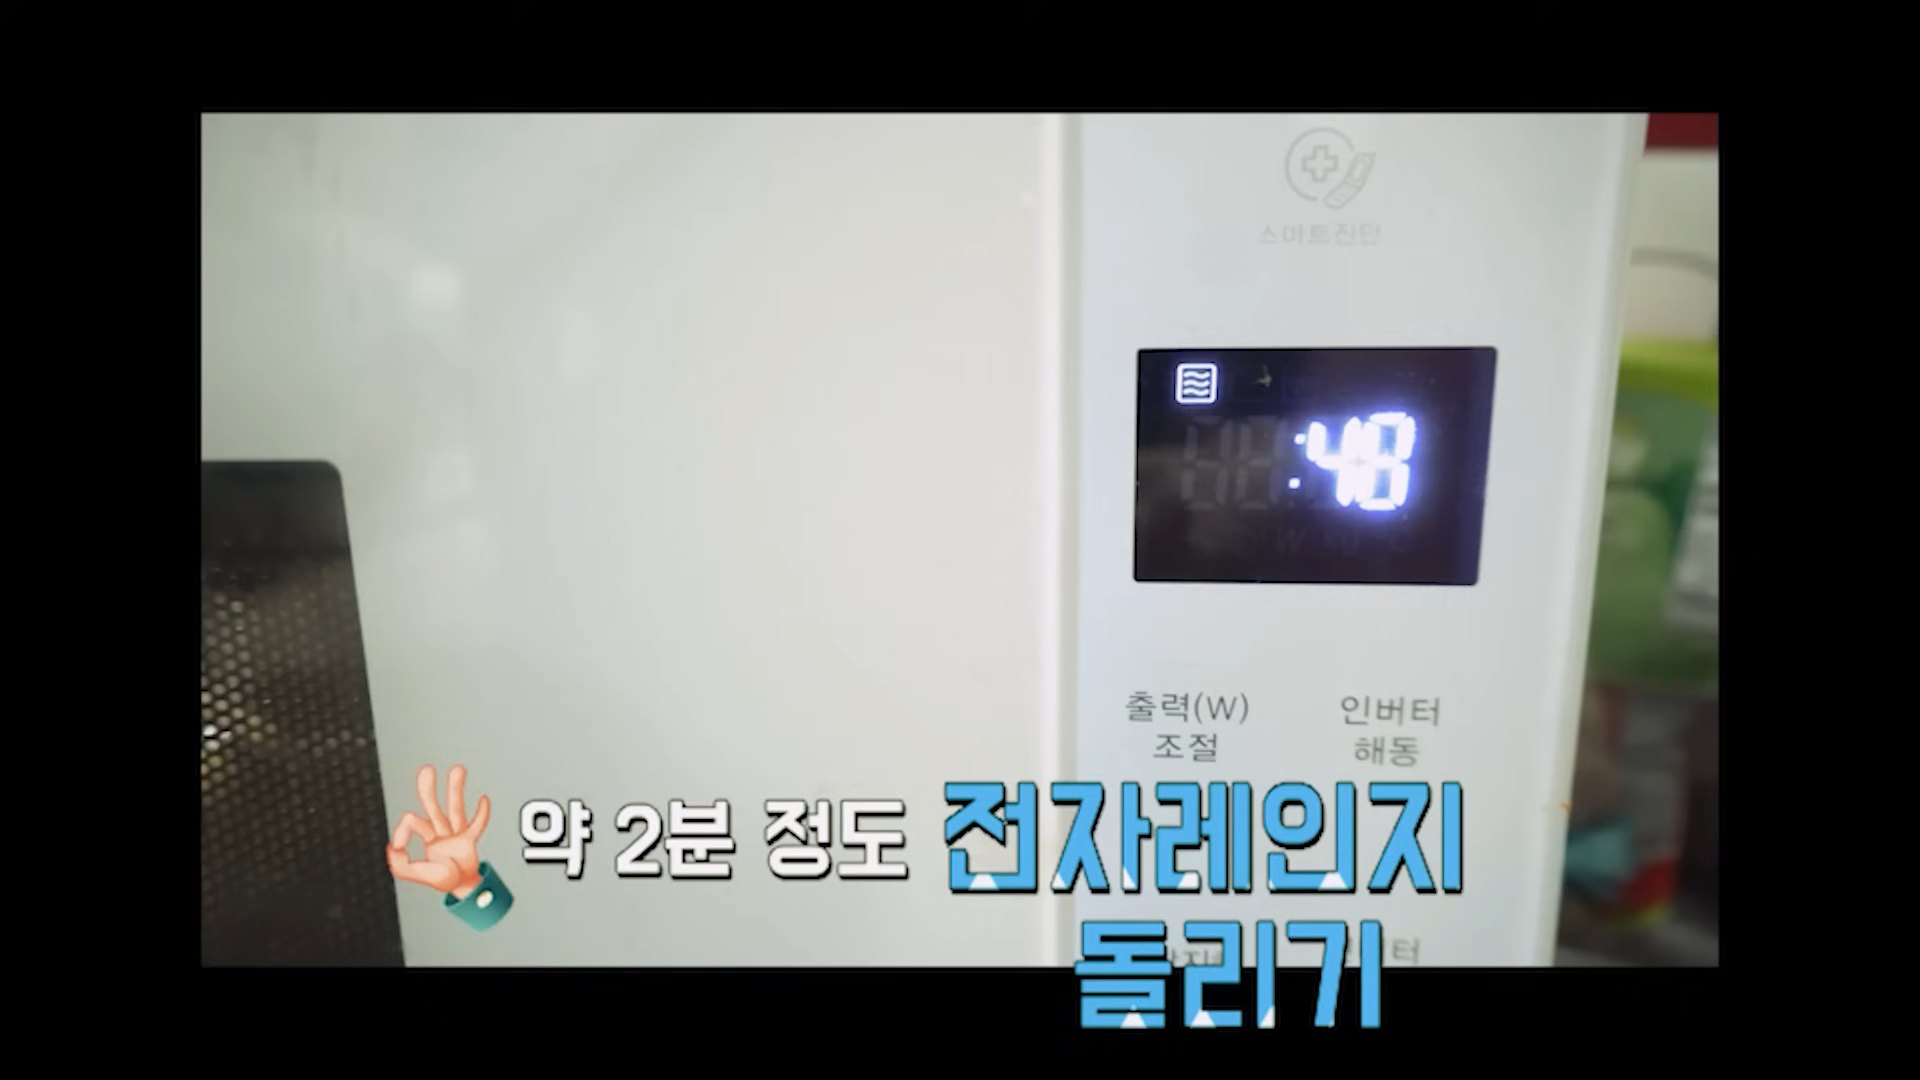 스마트진단
:48
출력(W) 조절
인버터 해동
약 2분 정도 전자레인지
돌리기